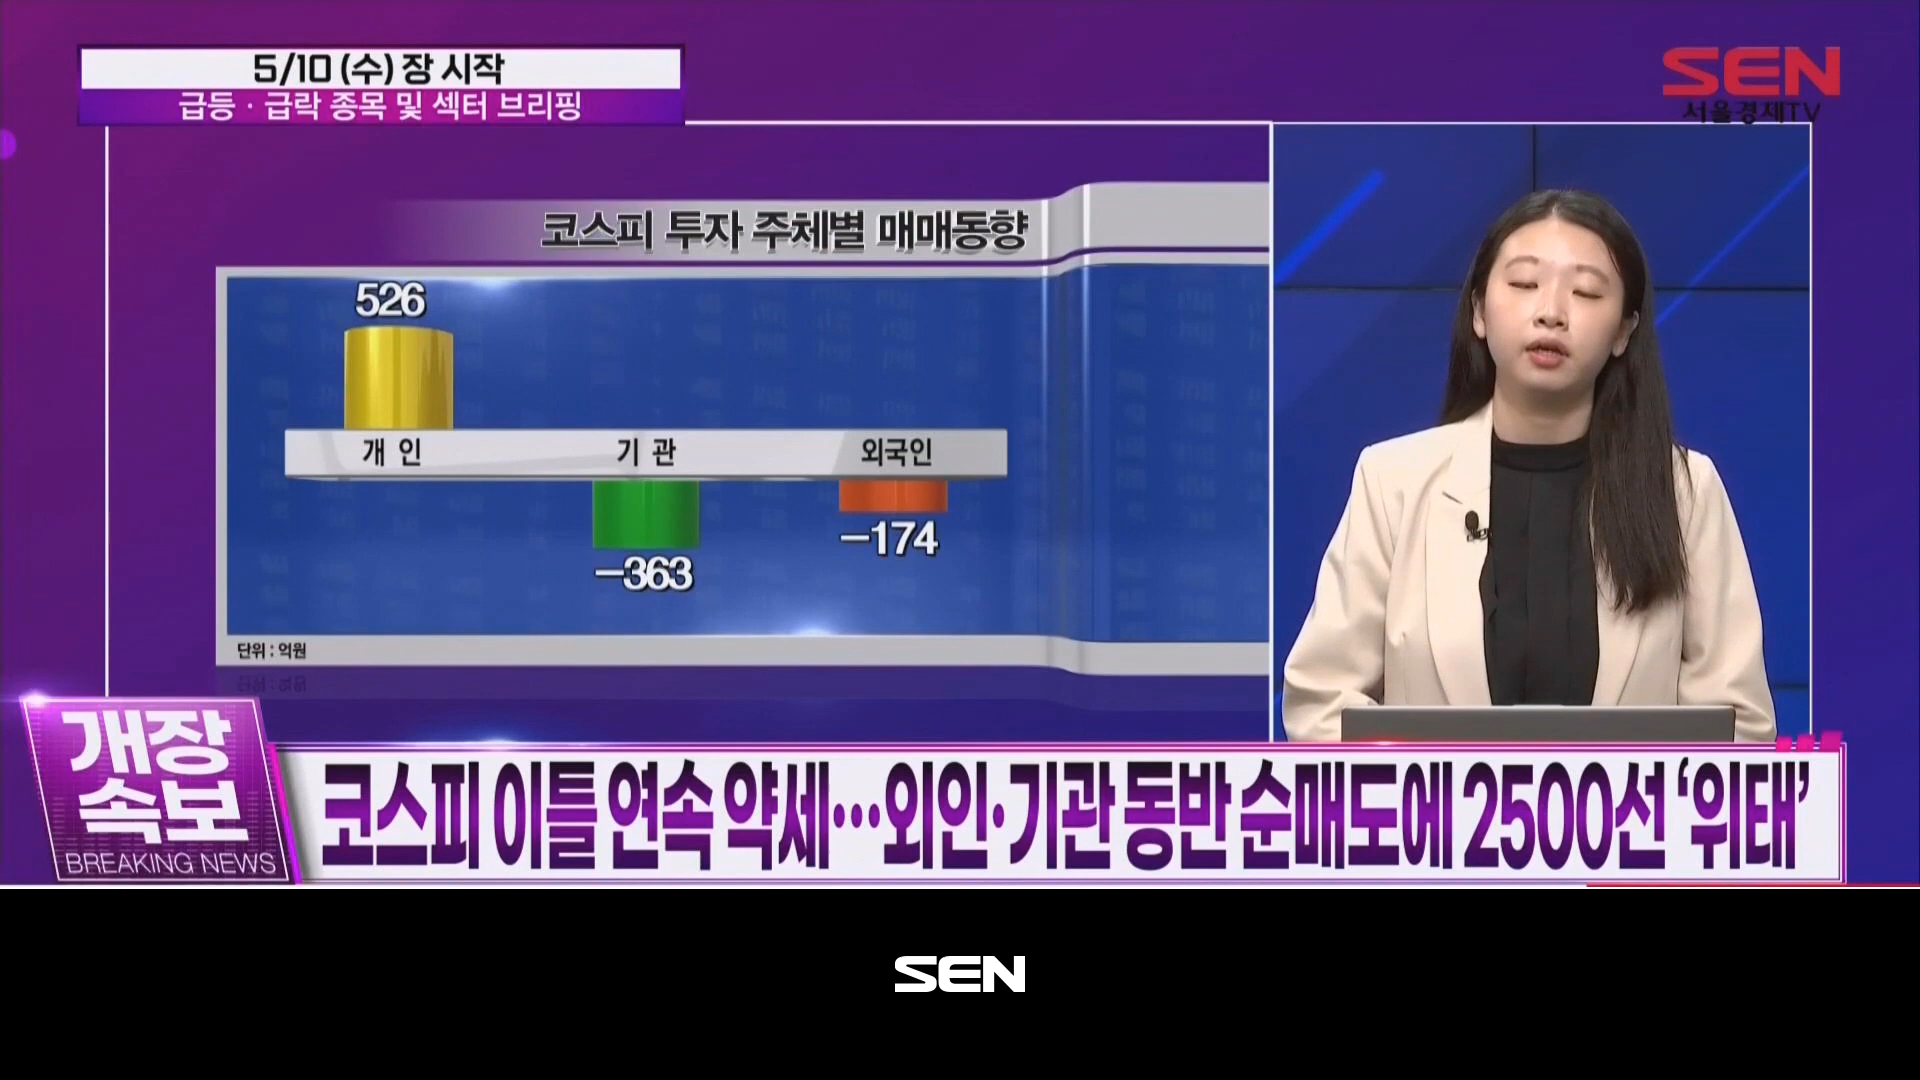 5/10 (수) 장 시작
급등 · 급락 종목 및 섹터 브리핑
SEN
서울경제TV
코스피 투자 주체별 매매동향
526
개 인
기 관
외국인
-363
-174
단위 : 억원
개장
속보
BREAKING NEWS
코스피 이틀 연속 약세…외인·기관 동반 순매도에 2500선 ‘위태’
SEN